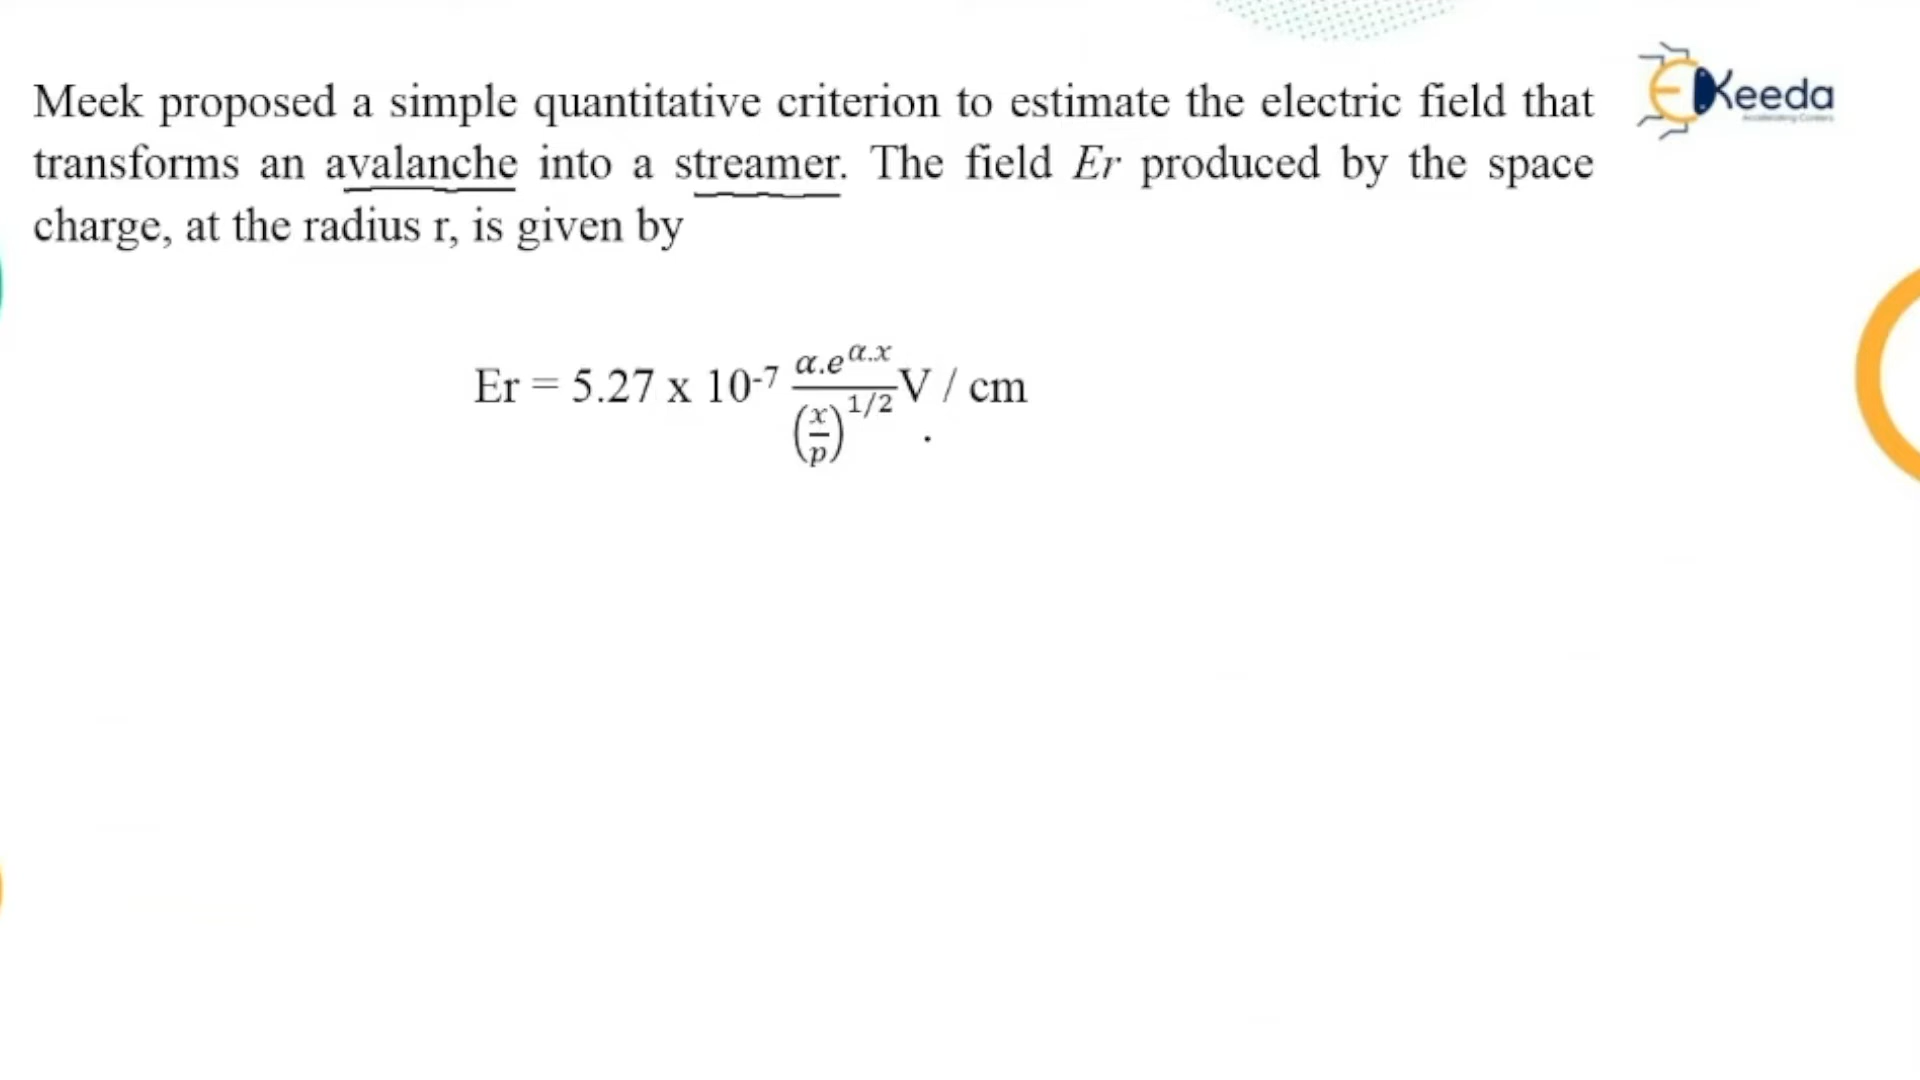 Meek proposed a simple quantitative criterion to estimate the electric field that
transforms an avalanche into a streamer. The field Er produced by the space
charge, at the radius r, is given by
Er = 5.27 x 10-7 α.e^α.x / (x/p)^1/2 V / cm
Keeda